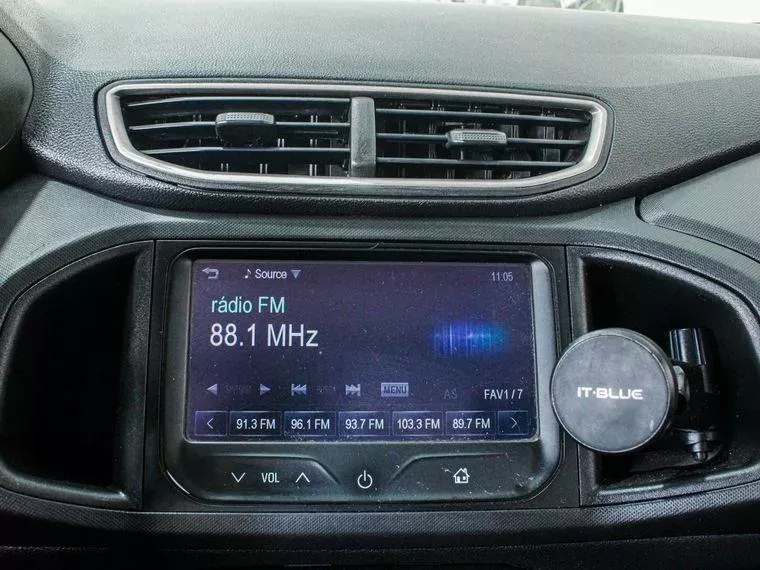 ♪ Source ▼ 11:05
rádio FM
88.1 MHz
MENU AS FAV1 / 7
< 91.3 FM 96.1 FM 93.7 FM 103.3 FM 89.7 FM >
VOL
IT·BLUE